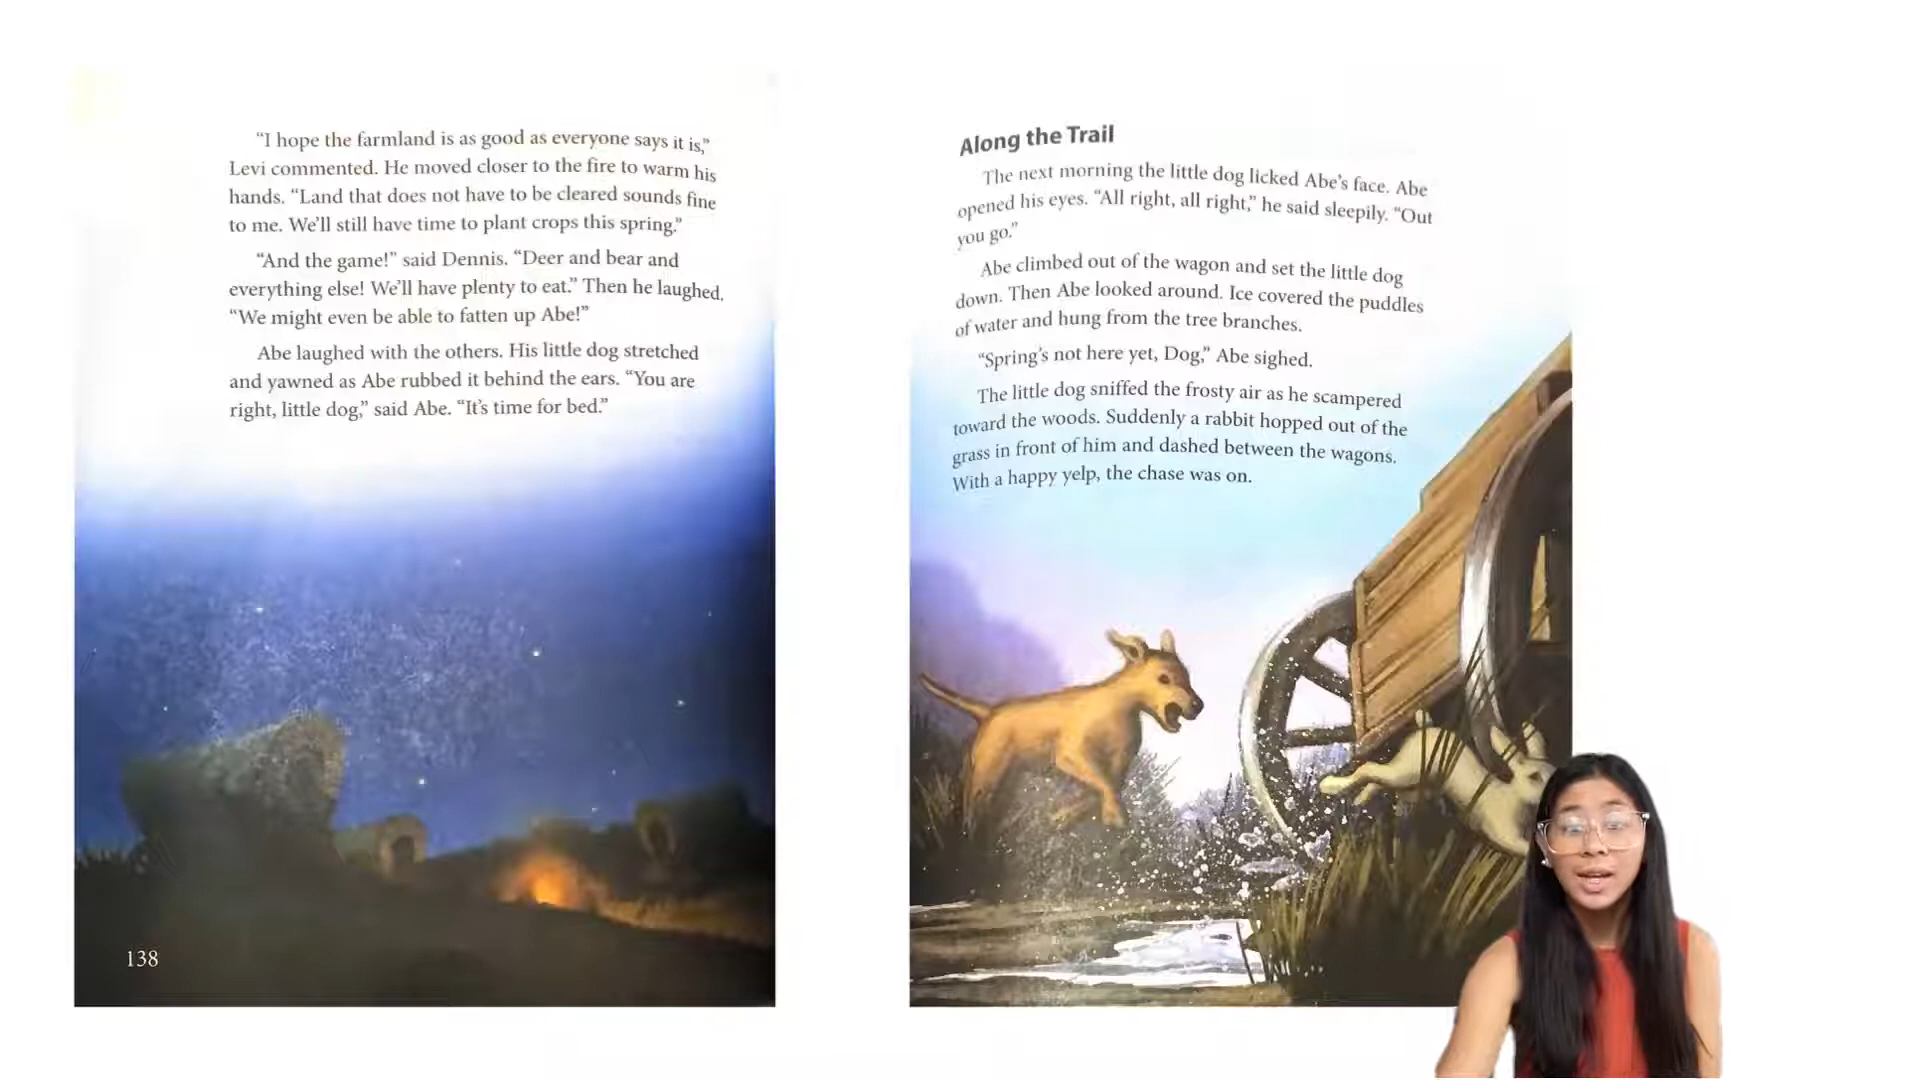 “I hope the farmland is as good as everyone says it is,”
Levi commented. He moved closer to the fire to warm his
hands. “Land that does not have to be cleared sounds fine
to me. We’ll still have time to plant crops this spring.”
“And the game!” said Dennis. “Deer and bear and
everything else! We’ll have plenty to eat.” Then he laughed.
“We might even be able to fatten up Abe!”
Abe laughed with the others. His little dog stretched
and yawned as Abe rubbed it behind the ears. “You are
right, little dog,” said Abe. “It’s time for bed.”
138
Along the Trail
The next morning the little dog licked Abe’s face. Abe
opened his eyes. “All right, all right,” he said sleepily. “Out
you go.”
Abe climbed out of the wagon and set the little dog
down. Then Abe looked around. Ice covered the puddles
of water and hung from the tree branches.
“Spring’s not here yet, Dog,” Abe sighed.
The little dog sniffed the frosty air as he scampered
toward the woods. Suddenly a rabbit hopped out of the
grass in front of him and dashed between the wagons.
With a happy yelp, the chase was on.